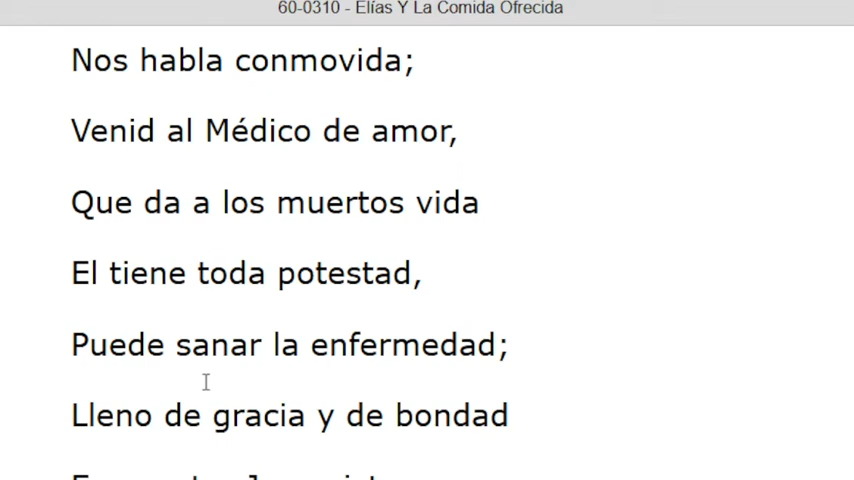 60-0310 - Elías Y La Comida Ofrecida
Nos habla conmovida;
Venid al Médico de amor,
Que da a los muertos vida
El tiene toda potestad,
Puede sanar la enfermedad;
Lleno de gracia y de bondad